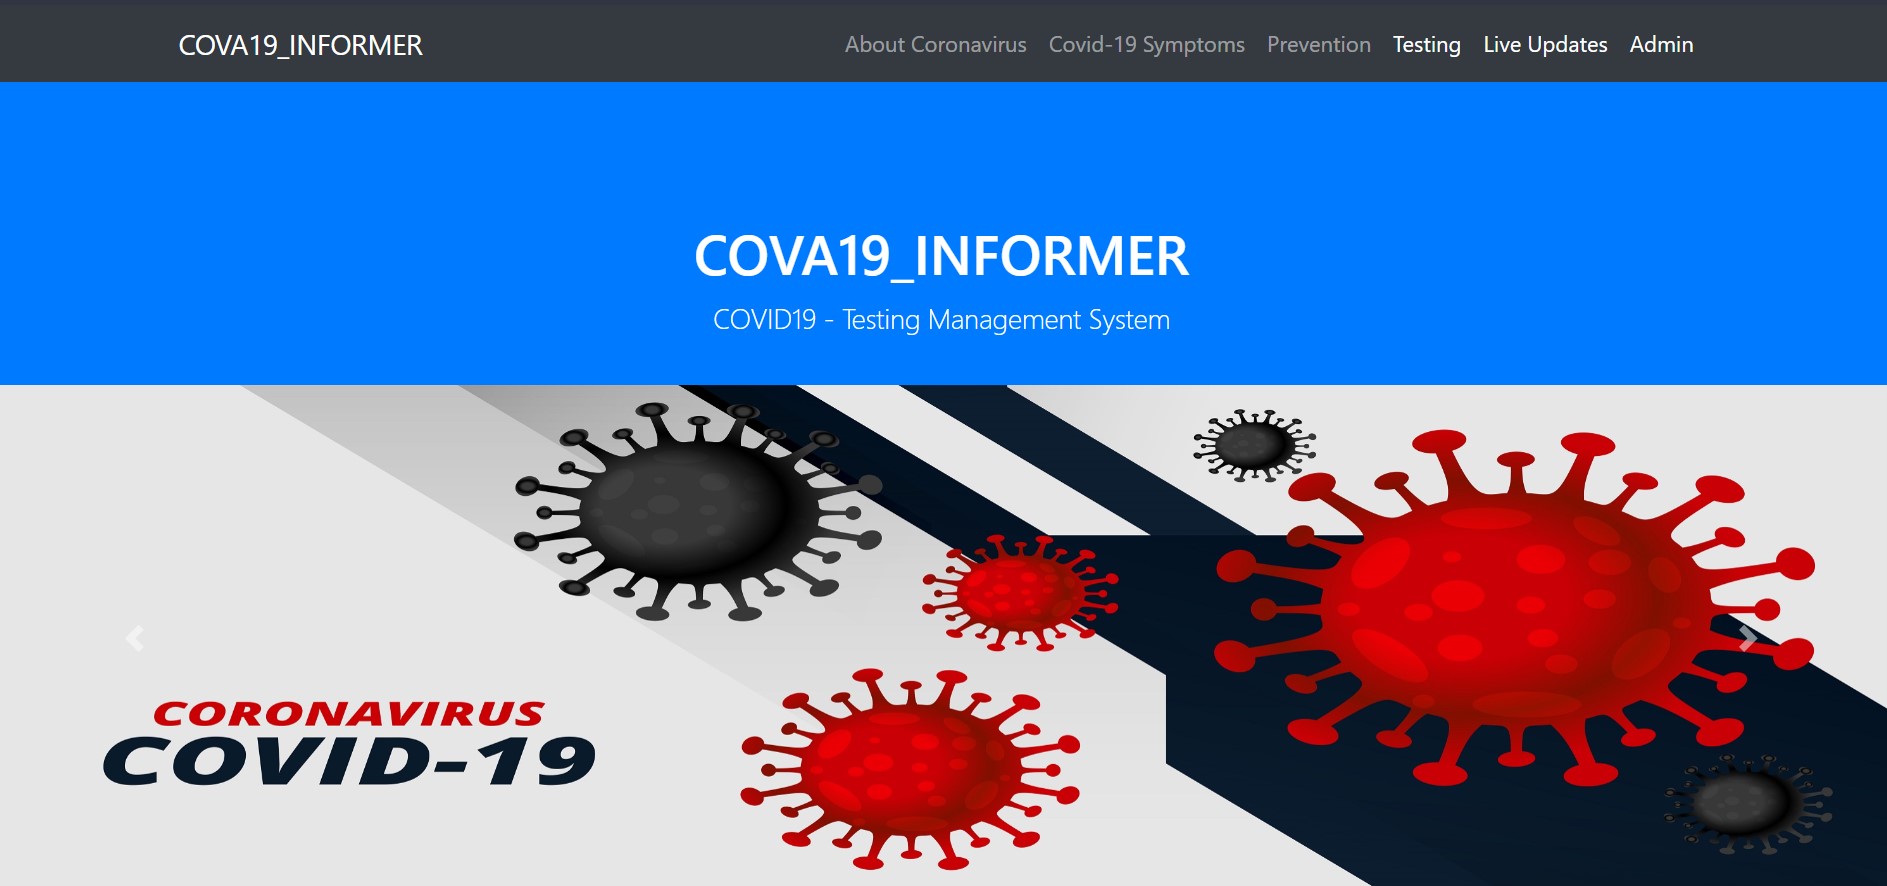 COVA19_INFORMER
About Coronavirus Covid-19 Symptoms Prevention Testing Live Updates Admin
COVA19_INFORMER
COVID19 - Testing Management System
CORONAVIRUS
COVID-19